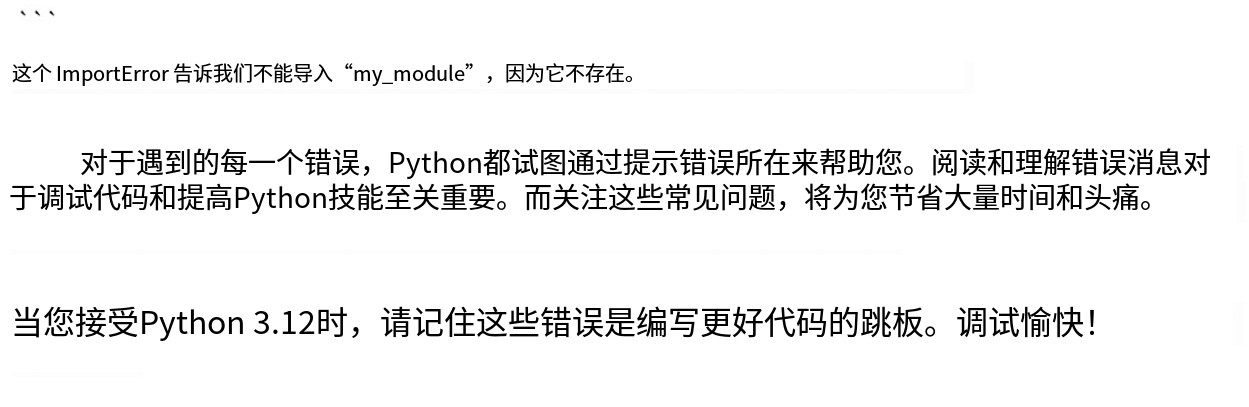 ```
这个 ImportError 告诉我们不能导入“my_module”，因为它不存在。
对于遇到的每一个错误，Python都试图通过提示错误所在来帮助您。阅读和理解错误消息对
于调试代码和提高Python技能至关重要。而关注这些常见问题，将为您节省大量时间和头痛。
当您接受Python 3.12时，请记住这些错误是编写更好代码的跳板。调试愉快！